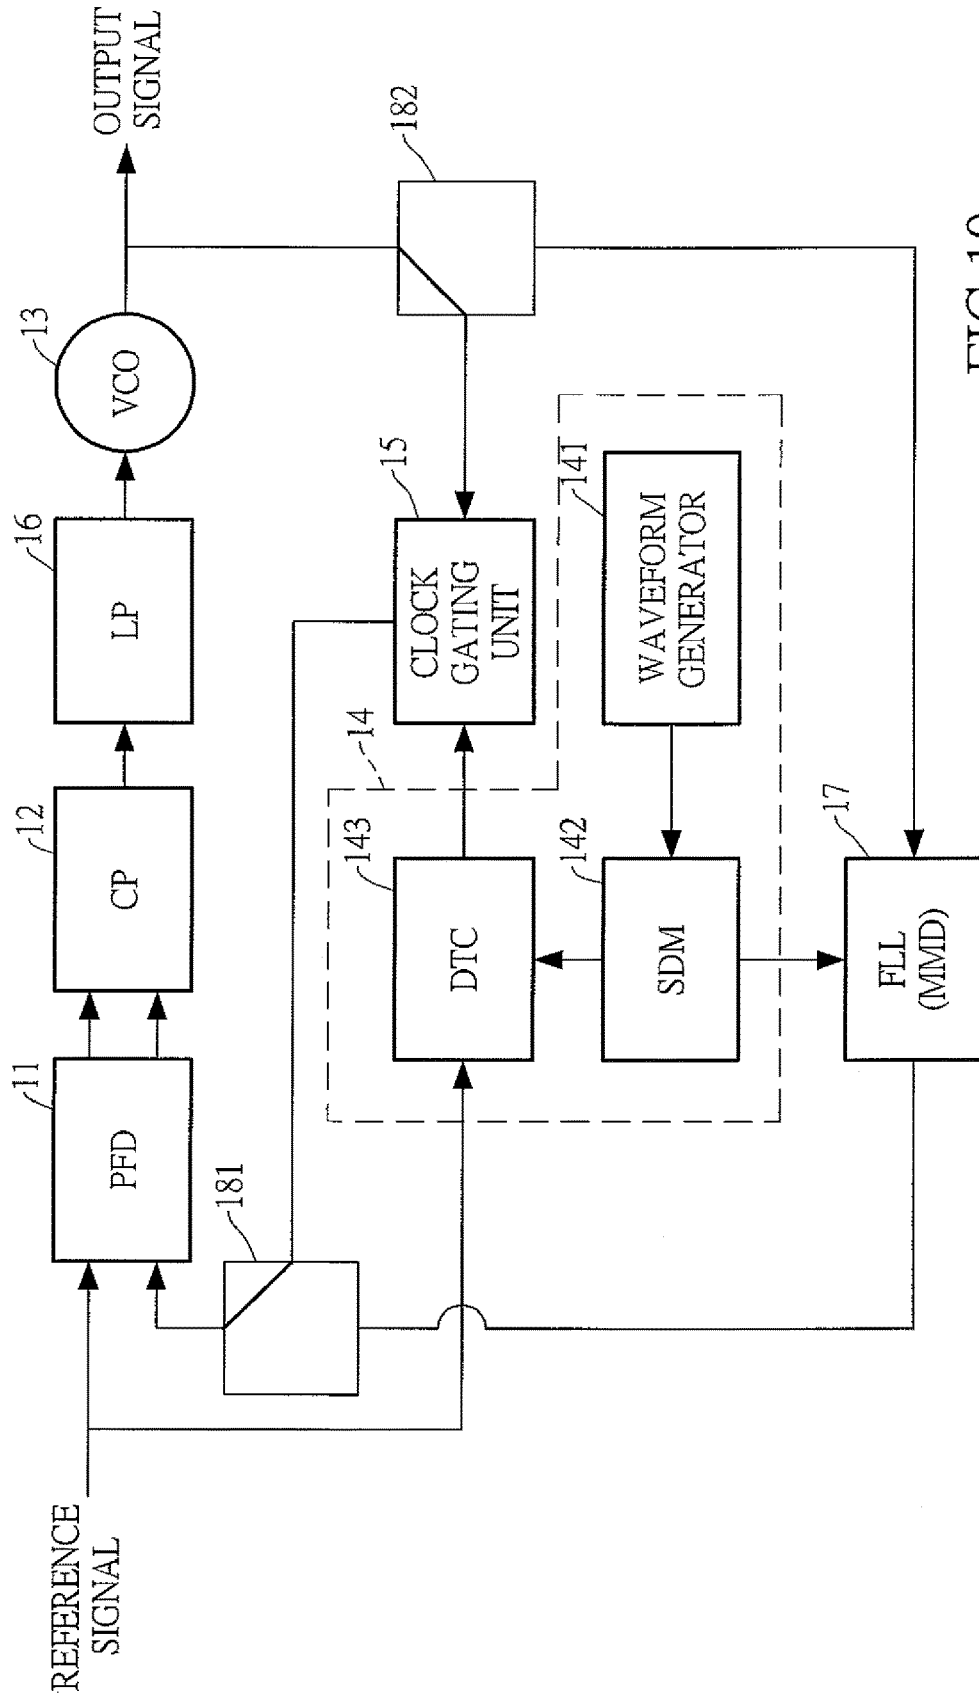 REFERENCE
SIGNAL
11
PFD
12
CP
16
LP
13
VCO
OUTPUT
SIGNAL
181
14
143
DTC
15
CLOCK
GATING
UNIT
182
142
SDM
141
WAVEFORM
GENERATOR
17
FLL
(MMD)
FIG.